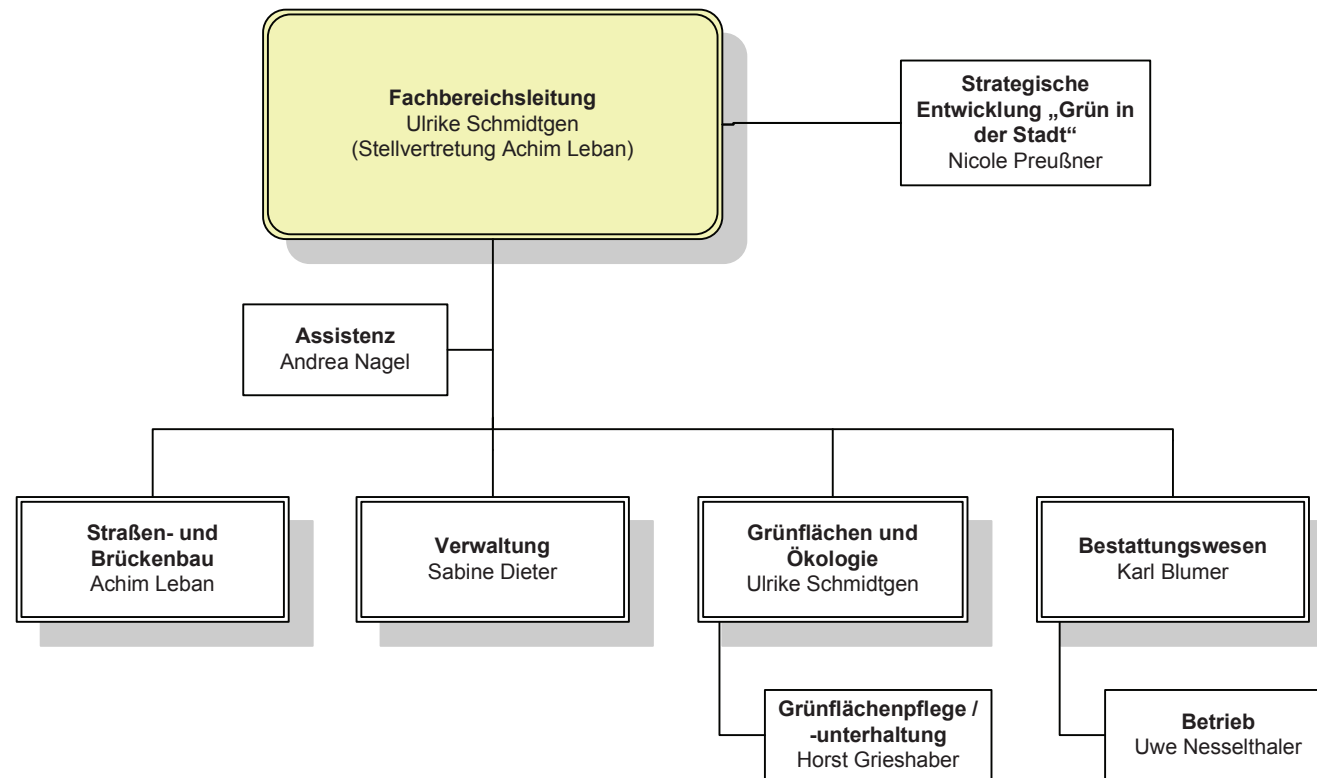 Fachbereichsleitung
Ulrike Schmidtgen
(Stellvertretung Achim Leban)
Strategische
Entwicklung „Grün in
der Stadt“
Nicole Preußner
Assistenz
Andrea Nagel
Straßen- und
Brückenbau
Achim Leban
Verwaltung
Sabine Dieter
Grünflächen und
Ökologie
Ulrike Schmidtgen
Bestattungswesen
Karl Blumer
Grünflächenpflege /
-unterhaltung
Horst Grieshaber
Betrieb
Uwe Nesselthaler